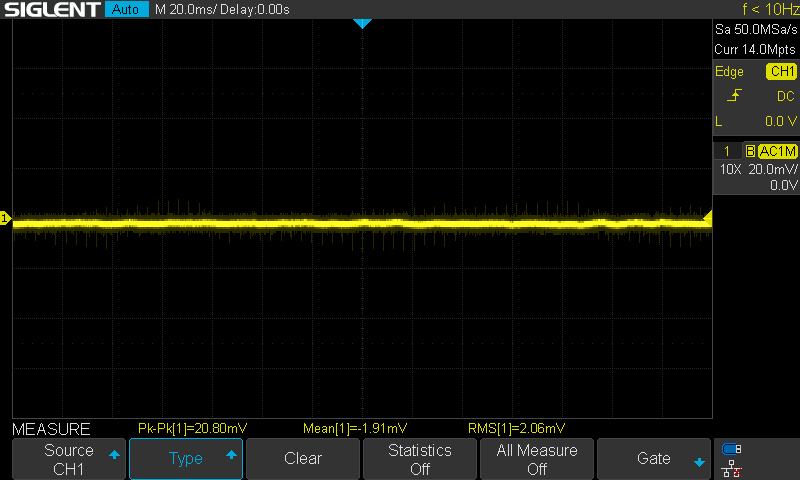 SIGLENT Auto M 20.0ms/ Delay:0.00s f < 10Hz
Sa 50.0MSa/s
Curr 14.0Mpts
Edge CH1
DC
L 0.0 V
1 B AC1M
10X 20.0mV/
0.0V
1
MEASURE Pk-Pk[1]=20.80mV Mean[1]=-1.91mV RMS[1]=2.06mV
Source
CH1
Type
Clear
Statistics
Off
All Measure
Off
Gate